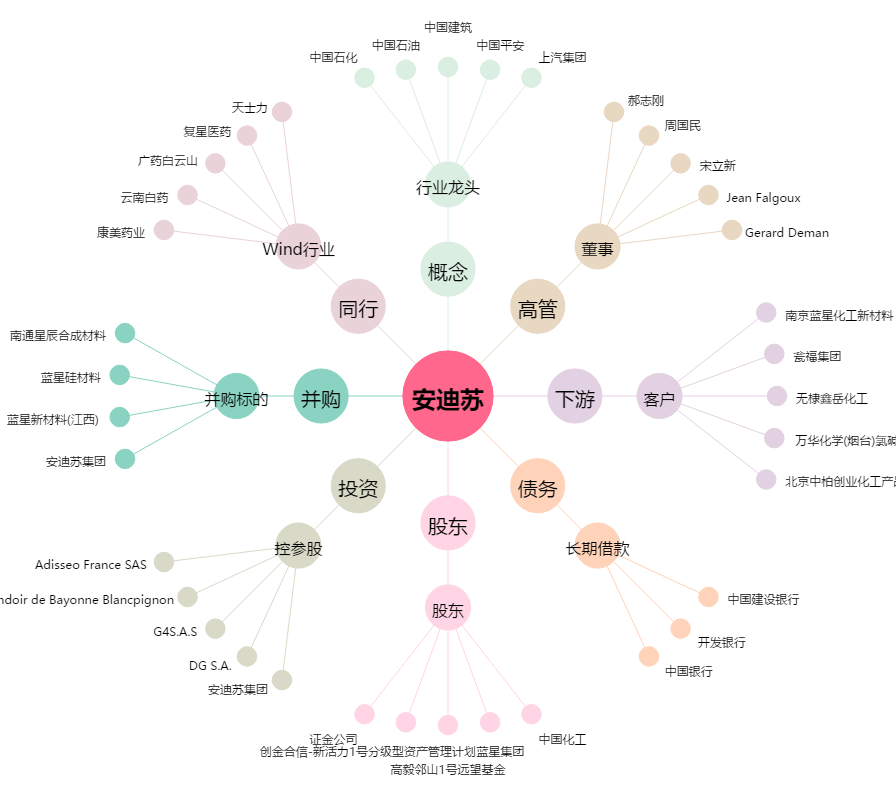 中国建筑
中国石油
中国平安
中国石化
上汽集团
天士力
郝志刚
复星医药
周国民
广药白云山
宋立新
云南白药
行业龙头
Jean Falgoux
康美药业
Gerard Deman
Wind行业
董事
概念
同行
高管
南京蓝星化工新材料
南通星辰合成材料
瓮福集团
蓝星硅材料
并购标的
并购
安迪苏
下游
客户
无棣鑫岳化工
蓝星新材料(江西)
万华化学(烟台)氯碱
安迪苏集团
北京中柏创业化工产品
投资
债务
股东
控参股
长期借款
Adisseo France SAS
ndoir de Bayonne Blancpignon
中国建设银行
股东
G4S.A.S
开发银行
DG S.A.
中国银行
安迪苏集团
证金公司
中国化工
创金合信-新活力1号分级型资产管理计划
蓝星集团
高毅邻山1号远望基金